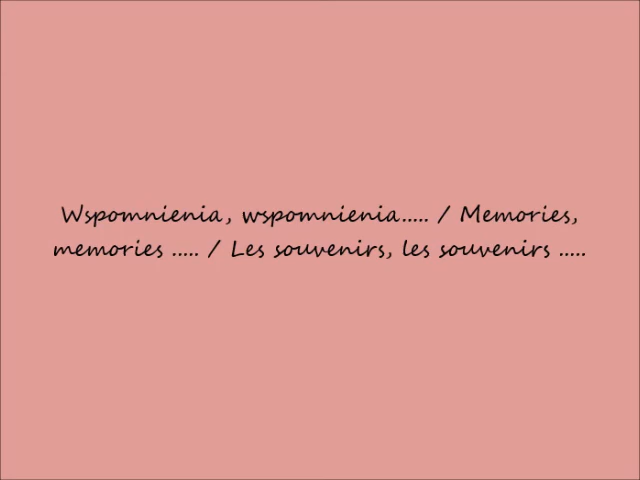 Wspomnienia, wspomnienia..... / Memories,
memories ..... / Les souvenirs, les souvenirs .....